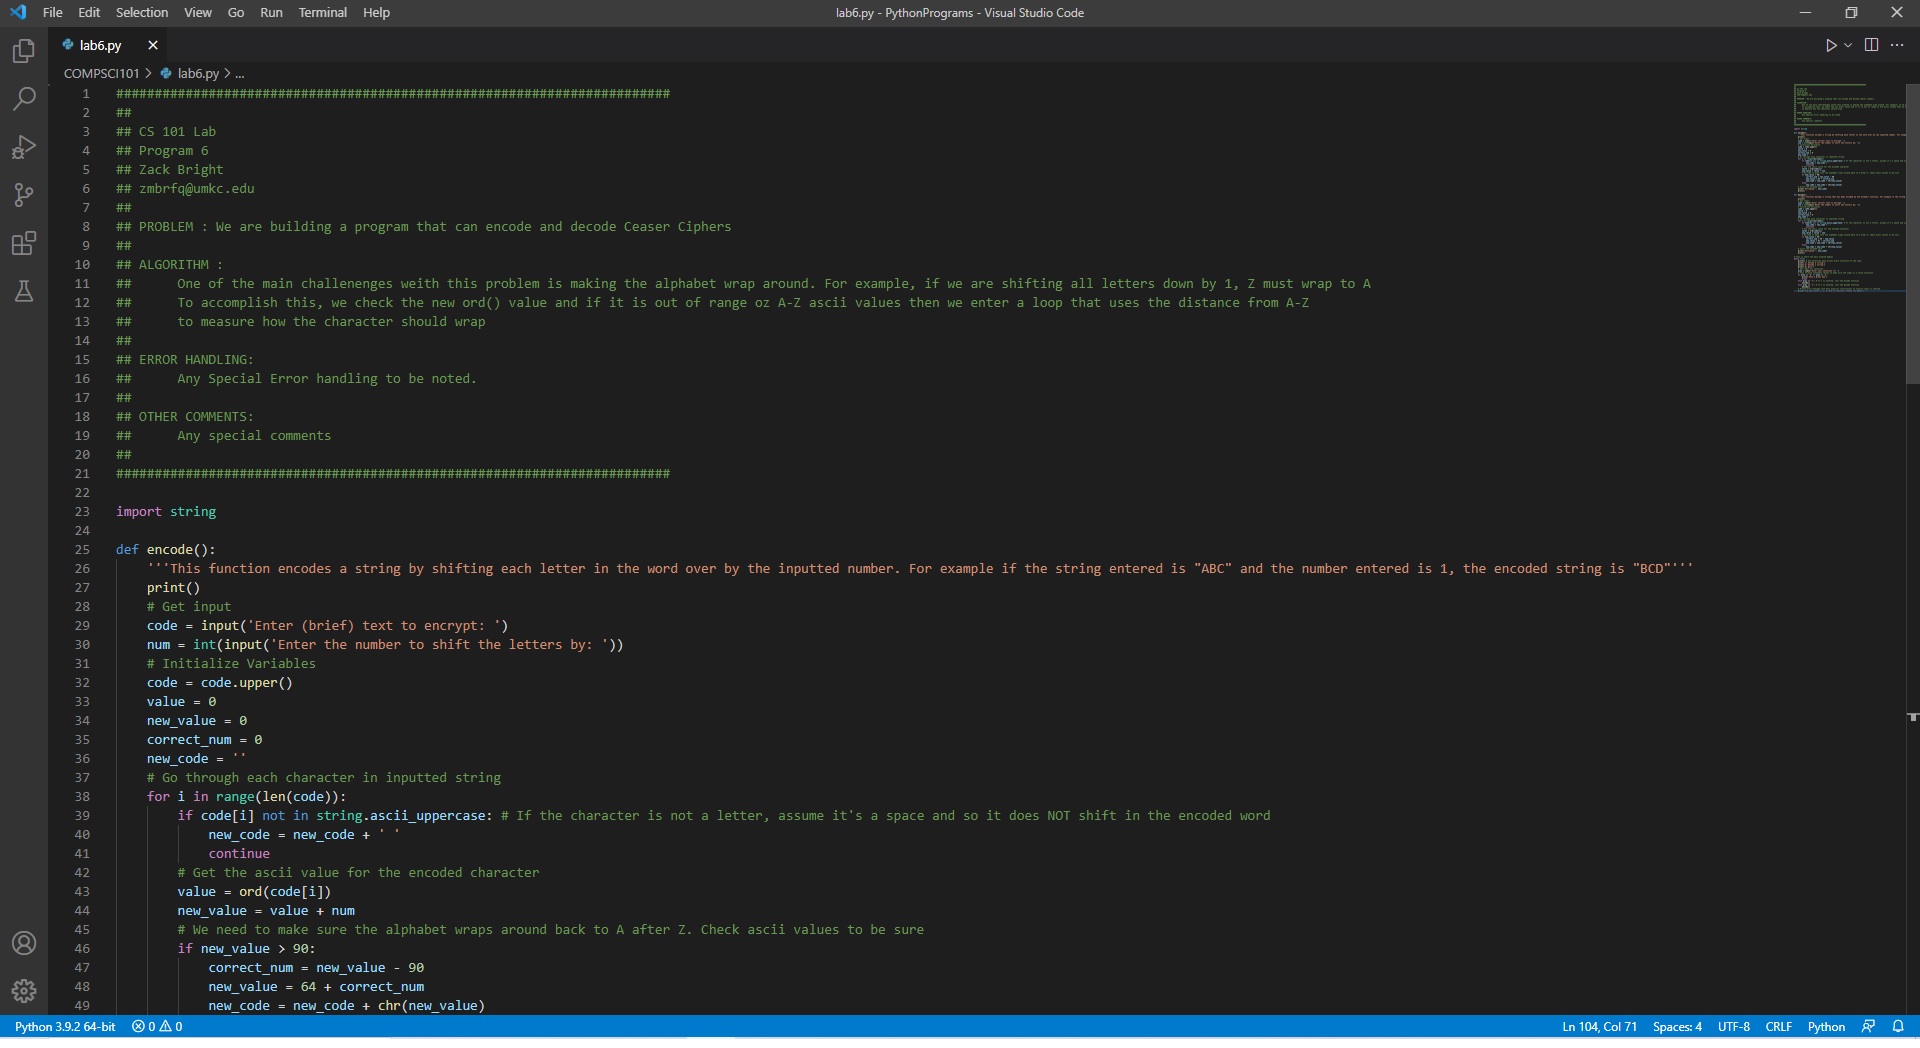 File Edit Selection View Go Run Terminal Help
lab6.py - PythonPrograms - Visual Studio Code
lab6.py
COMPSCI101 > lab6.py > ...
1 ########################################################################
2 ##
3 ## CS 101 Lab
4 ## Program 6
5 ## Zack Bright
6 ## zmbrfq@umkc.edu
7 ##
8 ## PROBLEM : We are building a program that can encode and decode Ceaser Ciphers
9 ##
10 ## ALGORITHM :
11 ##      One of the main challenenges weith this problem is making the alphabet wrap around. For example, if we are shifting all letters down by 1, Z must wrap to A
12 ##      To accomplish this, we check the new ord() value and if it is out of range oz A-Z ascii values then we enter a loop that uses the distance from A-Z
13 ##      to measure how the character should wrap
14 ##
15 ## ERROR HANDLING:
16 ##      Any Special Error handling to be noted.
17 ##
18 ## OTHER COMMENTS:
19 ##      Any special comments
20 ##
21 ########################################################################
22
23 import string
24
25 def encode():
26     '''This function encodes a string by shifting each letter in the word over by the inputted number. For example if the string entered is "ABC" and the number entered is 1, the encoded string is "BCD"'''
27     print()
28     # Get input
29     code = input('Enter (brief) text to encrypt: ')
30     num = int(input('Enter the number to shift the letters by: '))
31     # Initialize Variables
32     code = code.upper()
33     value = 0
34     new_value = 0
35     correct_num = 0
36     new_code = ''
37     # Go through each character in inputted string
38     for i in range(len(code)):
39         if code[i] not in string.ascii_uppercase: # If the character is not a letter, assume it's a space and so it does NOT shift in the encoded word
40             new_code = new_code + ' '
41             continue
42         # Get the ascii value for the encoded character
43         value = ord(code[i])
44         new_value = value + num
45         # We need to make sure the alphabet wraps around back to A after Z. Check ascii values to be sure
46         if new_value > 90:
47             correct_num = new_value - 90
48             new_value = 64 + correct_num
49             new_code = new_code + chr(new_value)
Python 3.9.2 64-bit 0 0 Ln 104, Col 71 Spaces: 4 UTF-8 CRLF Python